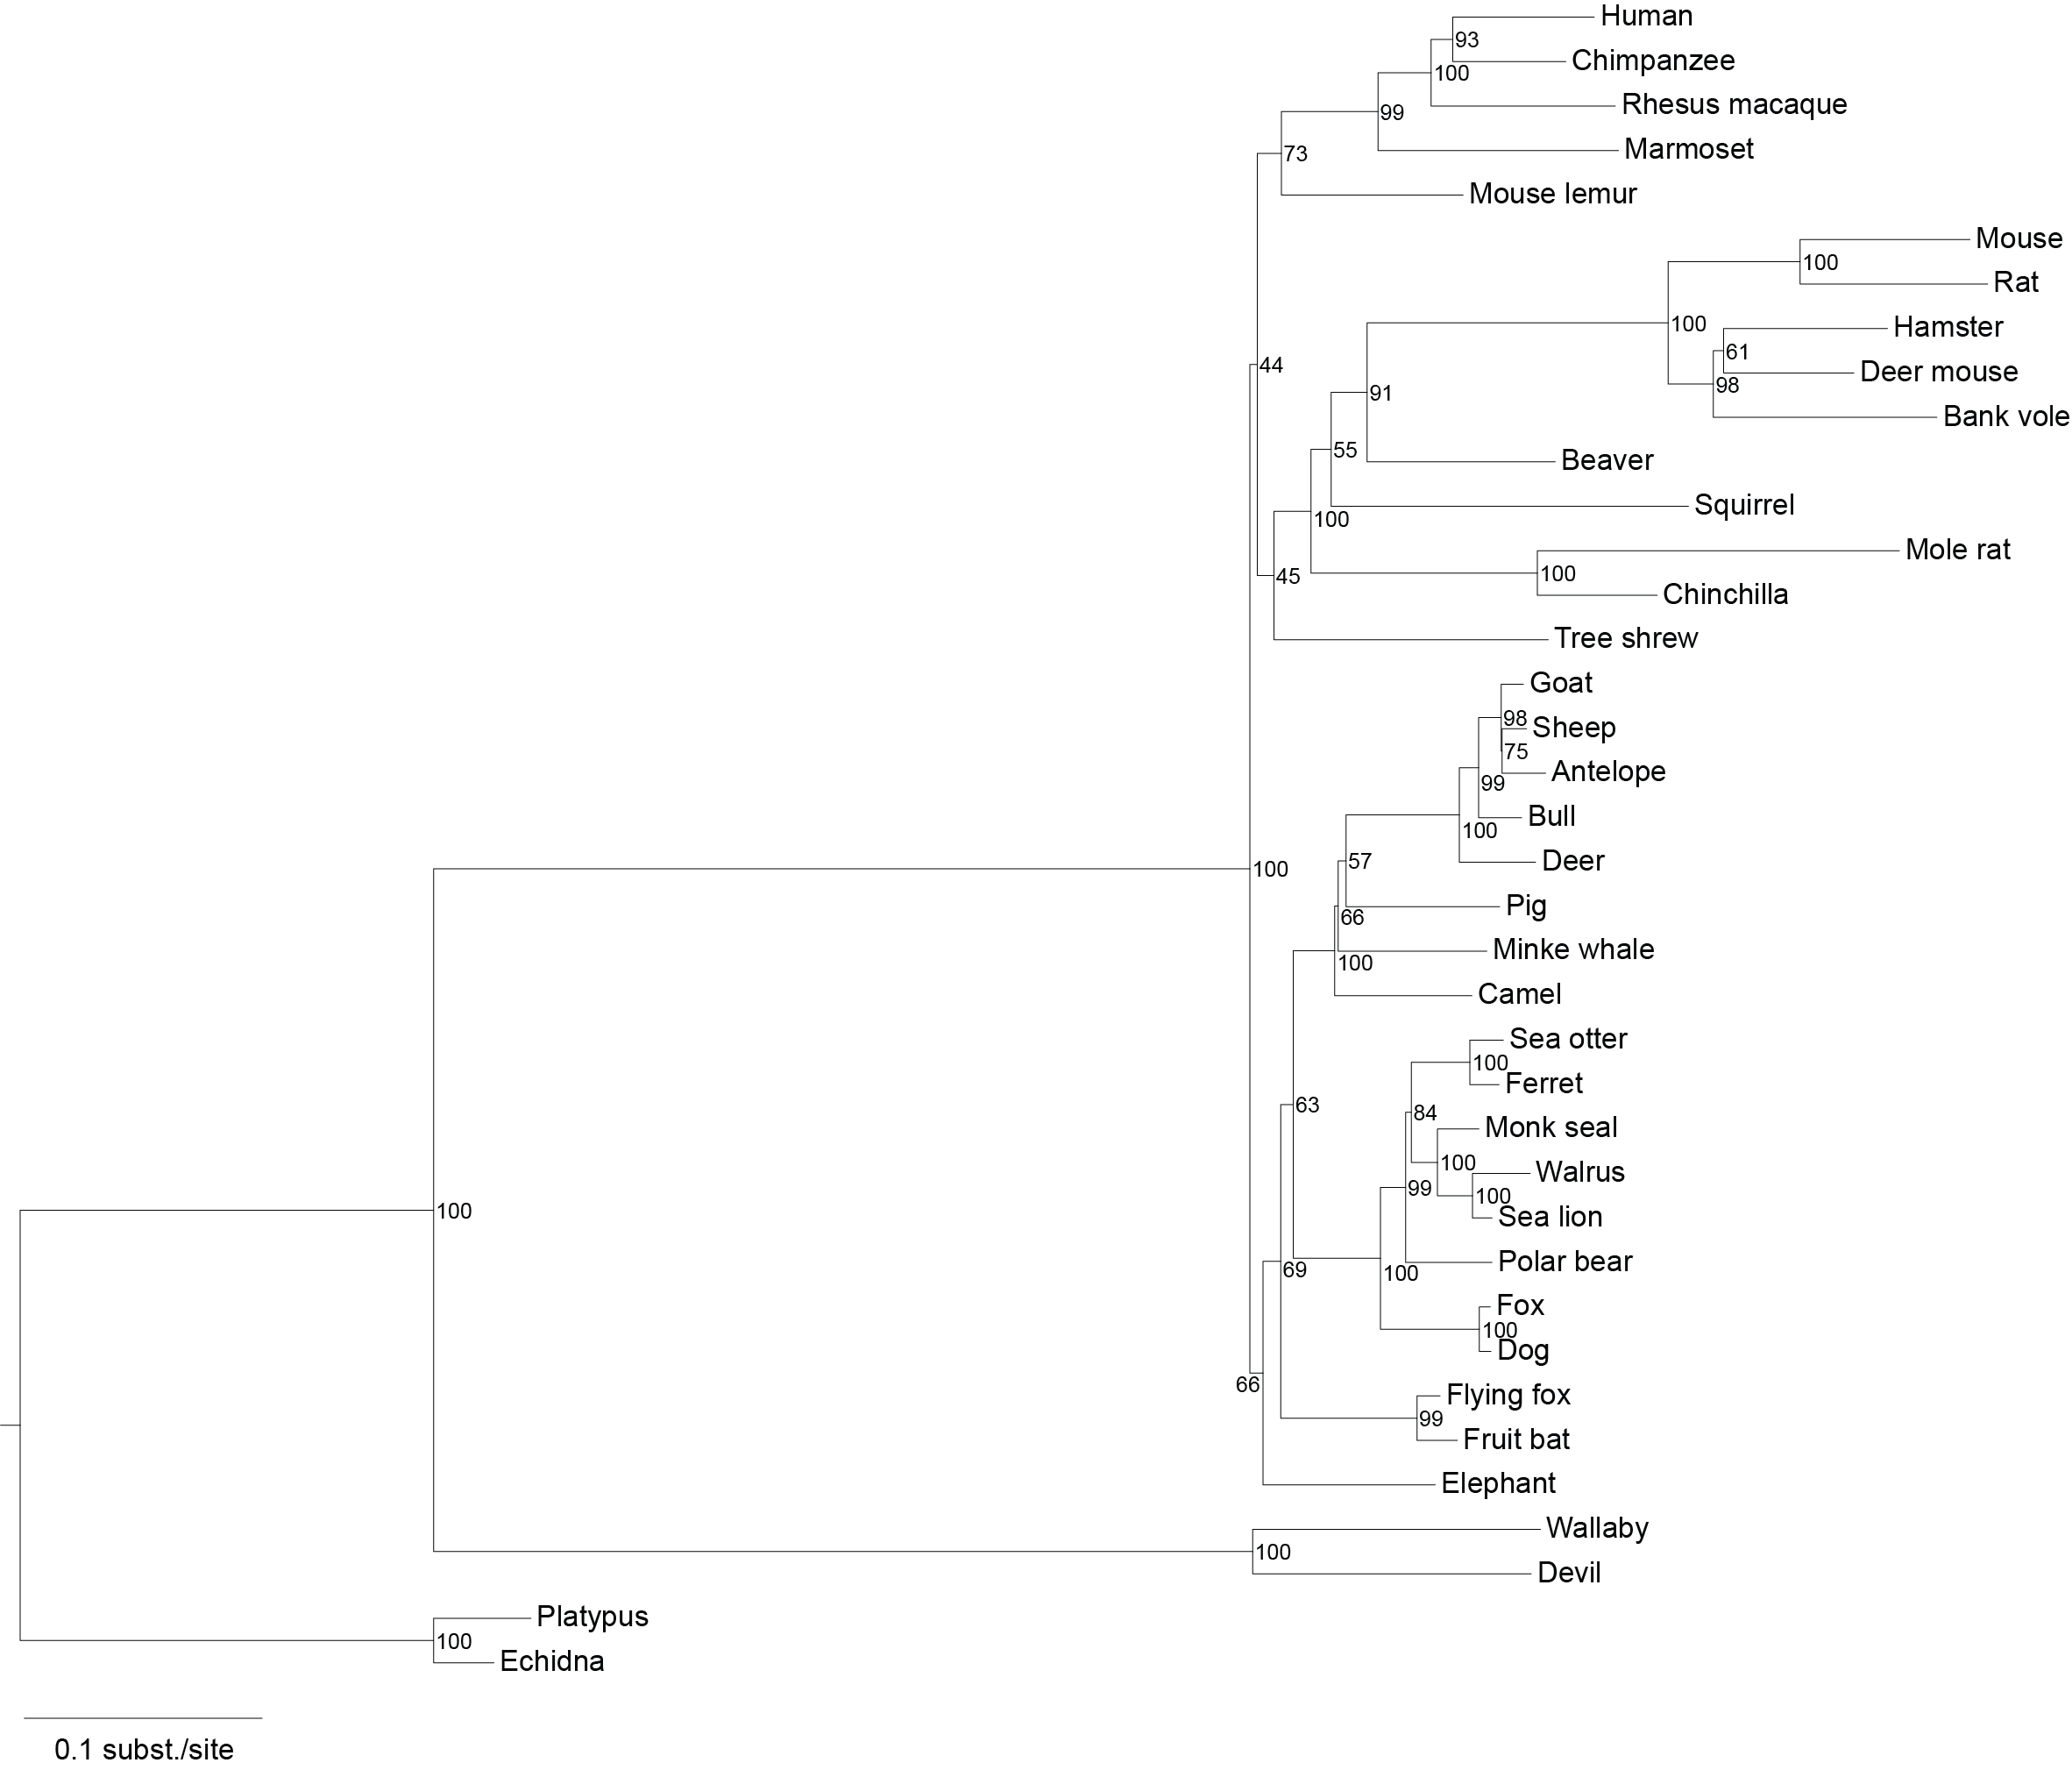 Human
93
Chimpanzee
100
Rhesus macaque
99
Marmoset
73
Mouse lemur
Mouse
100
Rat
100
Hamster
61
44
Deer mouse
98
91
Bank vole
55
Beaver
Squirrel
100
Mole rat
100
45
Chinchilla
Tree shrew
Goat
98
Sheep
75
Antelope
99
Bull
100
57
Deer
100
Pig
66
Minke whale
100
Camel
Sea otter
100
Ferret
63
84
Monk seal
100
Walrus
99
100
100
Sea lion
Polar bear
69
100
Fox
100
Dog
66
Flying fox
99
Fruit bat
Elephant
Wallaby
100
Devil
Platypus
100
Echidna
0.1 subst./site